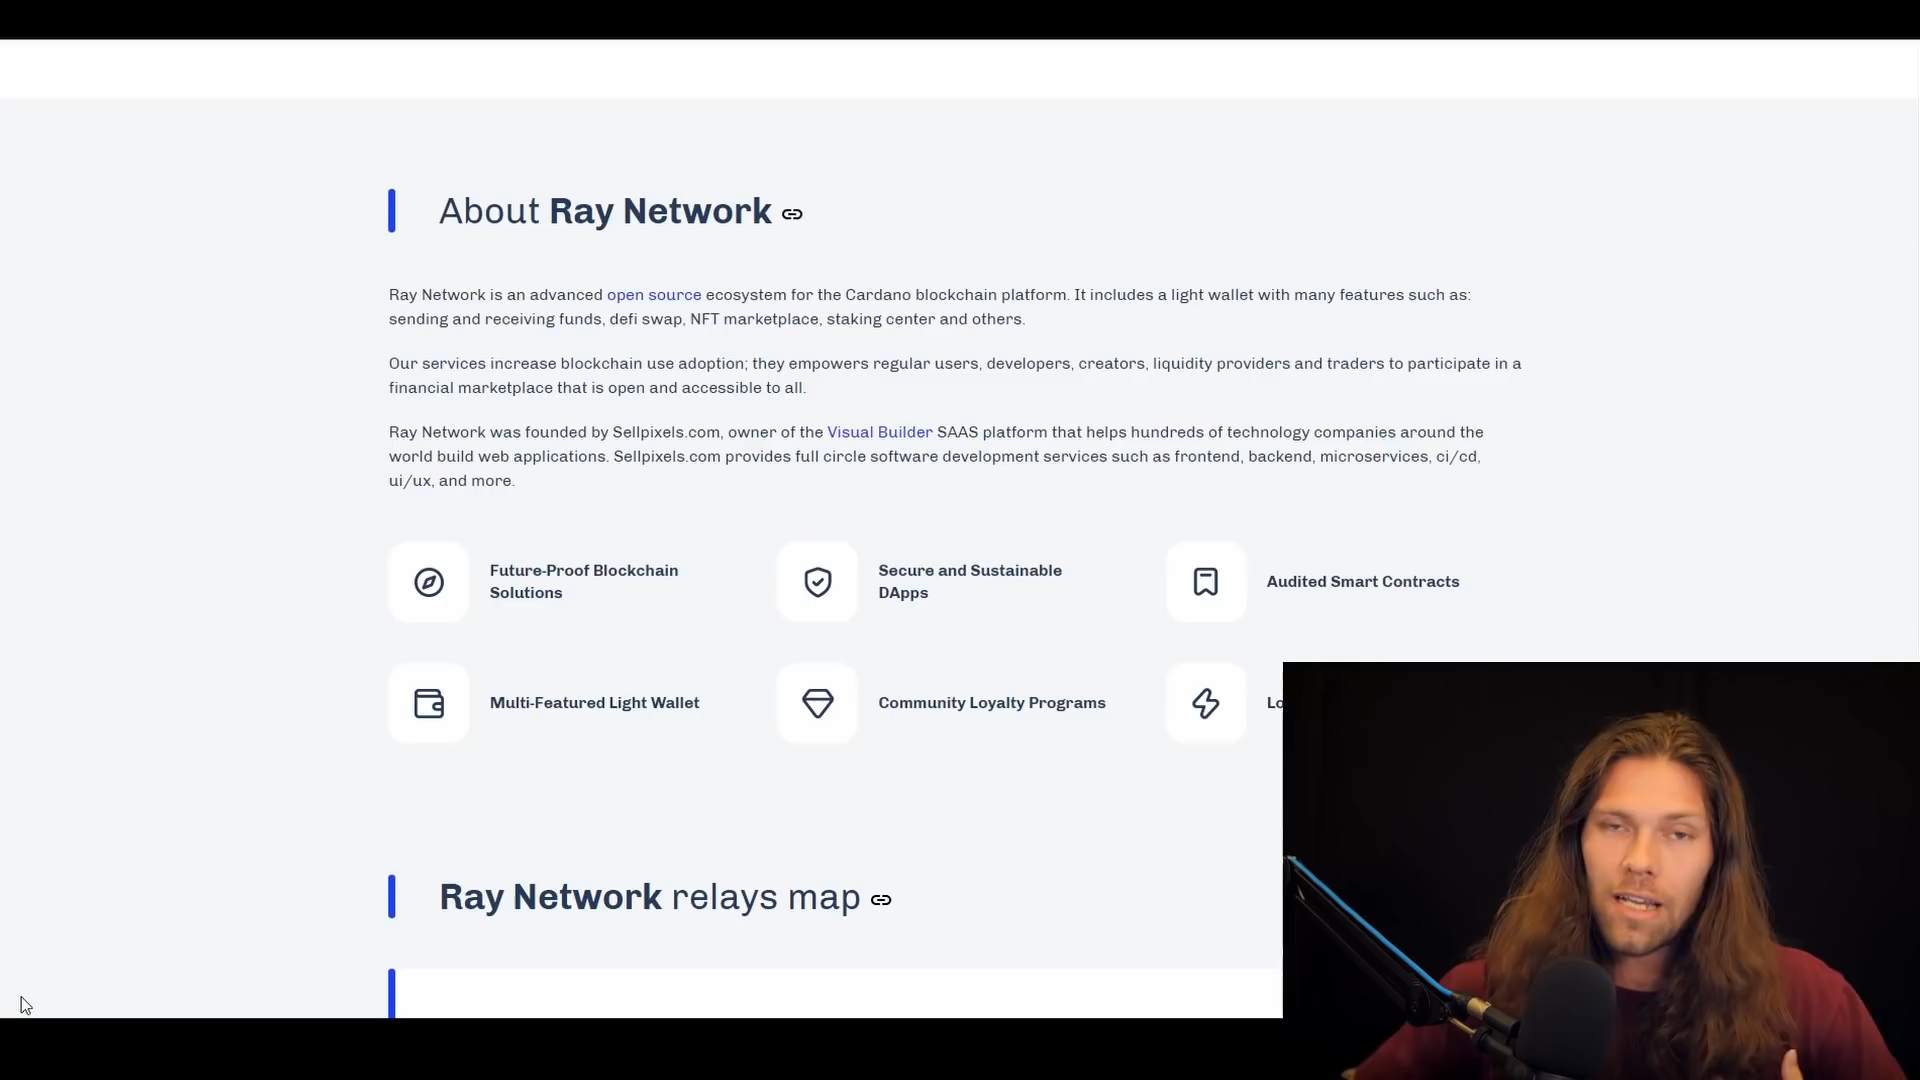 About Ray Network
Ray Network is an advanced open source ecosystem for the Cardano blockchain platform. It includes a light wallet with many features such as:
sending and receiving funds, defi swap, NFT marketplace, staking center and others.
Our services increase blockchain use adoption; they empowers regular users, developers, creators, liquidity providers and traders to participate in a
financial marketplace that is open and accessible to all.
Ray Network was founded by Sellpixels.com, owner of the Visual Builder SAAS platform that helps hundreds of technology companies around the
world build web applications. Sellpixels.com provides full circle software development services such as frontend, backend, microservices, ci/cd,
ui/ux, and more.
Future-Proof Blockchain
Solutions
Secure and Sustainable
DApps
Audited Smart Contracts
Multi-Featured Light Wallet
Community Loyalty Programs
Ray Network relays map